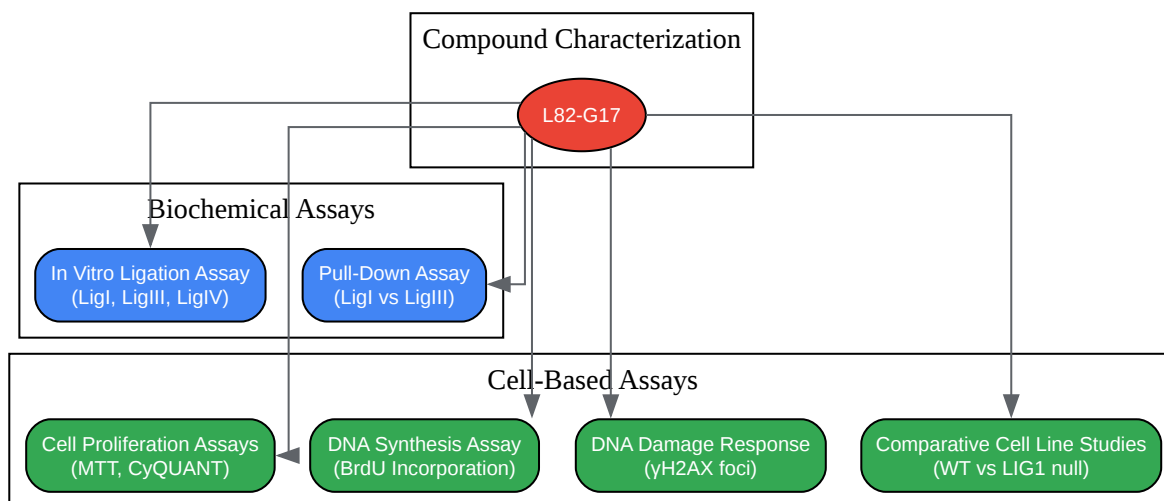 Compound Characterization
L82-G17
Biochemical Assays
In Vitro Ligation Assay
(LigI, LigIII, LigIV)
Pull-Down Assay
(LigI vs LigIII)
Cell-Based Assays
Cell Proliferation Assays
(MTT, CyQUANT)
DNA Synthesis Assay
(BrdU Incorporation)
DNA Damage Response
(γH2AX foci)
Comparative Cell Line Studies
(WT vs LIG1 null)